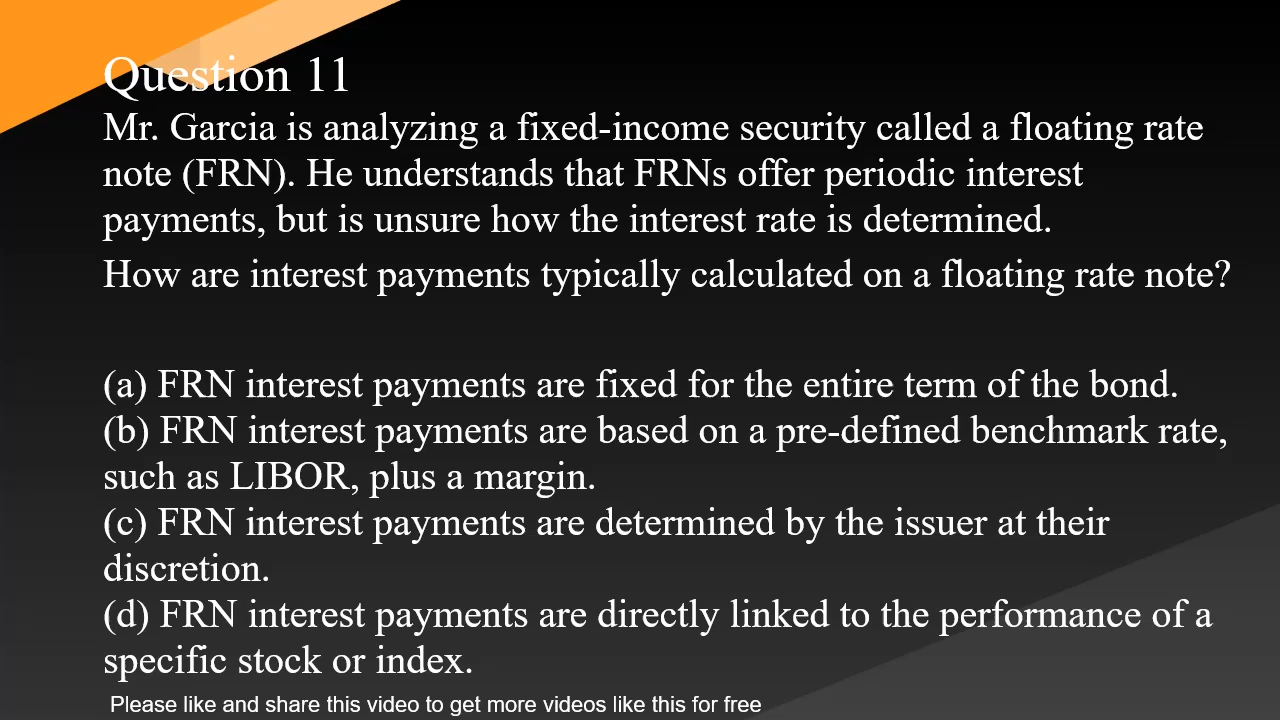 Question 11
Mr. Garcia is analyzing a fixed-income security called a floating rate
note (FRN). He understands that FRNs offer periodic interest
payments, but is unsure how the interest rate is determined.
How are interest payments typically calculated on a floating rate note?
(a) FRN interest payments are fixed for the entire term of the bond.
(b) FRN interest payments are based on a pre-defined benchmark rate,
such as LIBOR, plus a margin.
(c) FRN interest payments are determined by the issuer at their
discretion.
(d) FRN interest payments are directly linked to the performance of a
specific stock or index.
Please like and share this video to get more videos like this for free